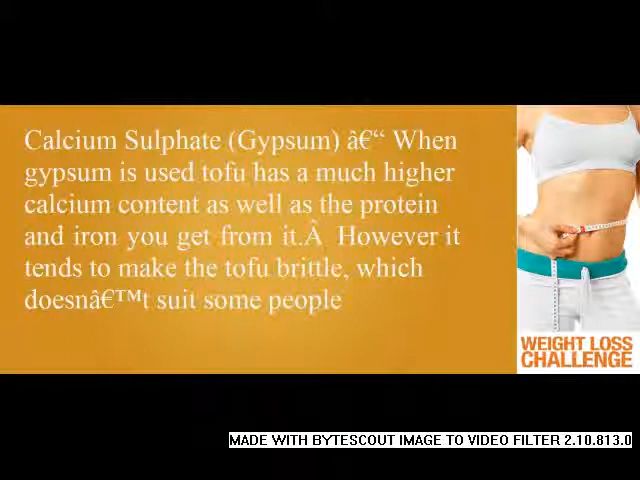 Calcium Sulphate (Gypsum) â€“ When
gypsum is used tofu has a much higher
calcium content as well as the protein
and iron you get from it.Â  However it
tends to make the tofu brittle, which
doesnâ€™t suit some people
WEIGHT LOSS
CHALLENGE
MADE WITH BYTESCOUT IMAGE TO VIDEO FILTER 2.10.813.0